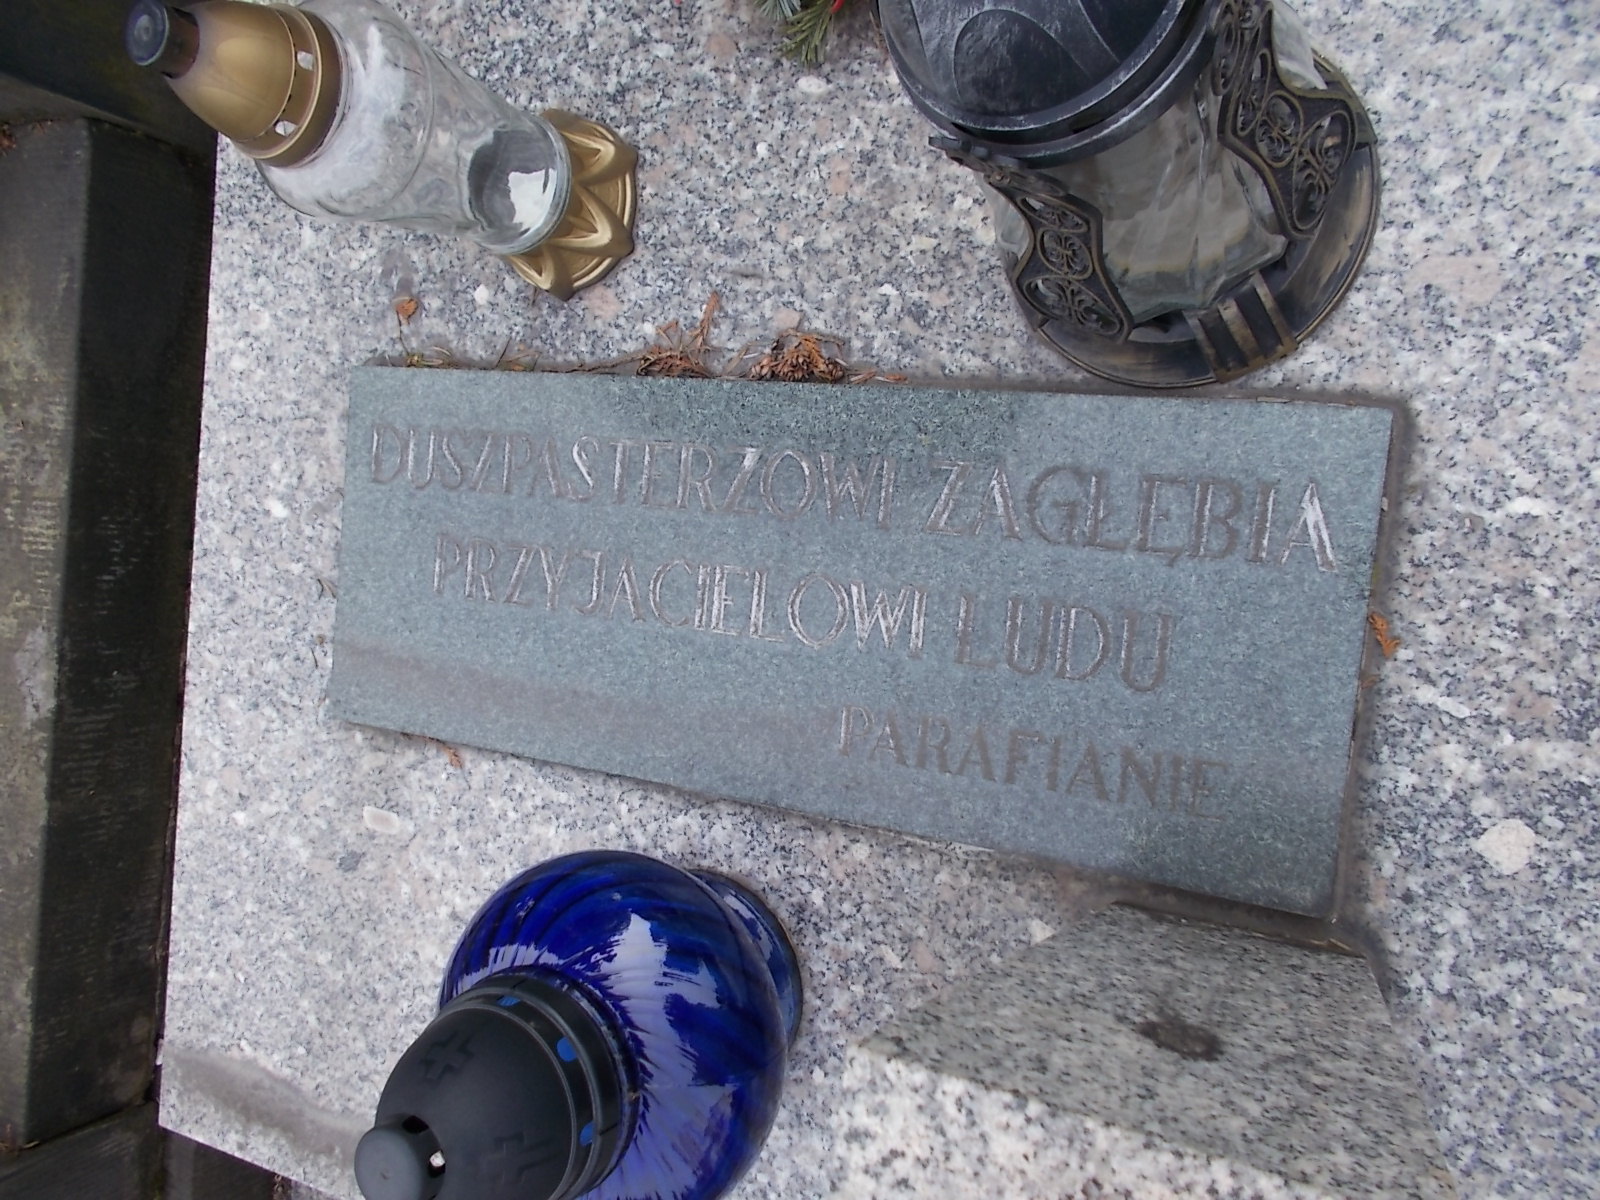 DUSZPASTERZOWI ZAGŁĘBIA
PRZYJACIELOWI LUDU
PARAFIANIE